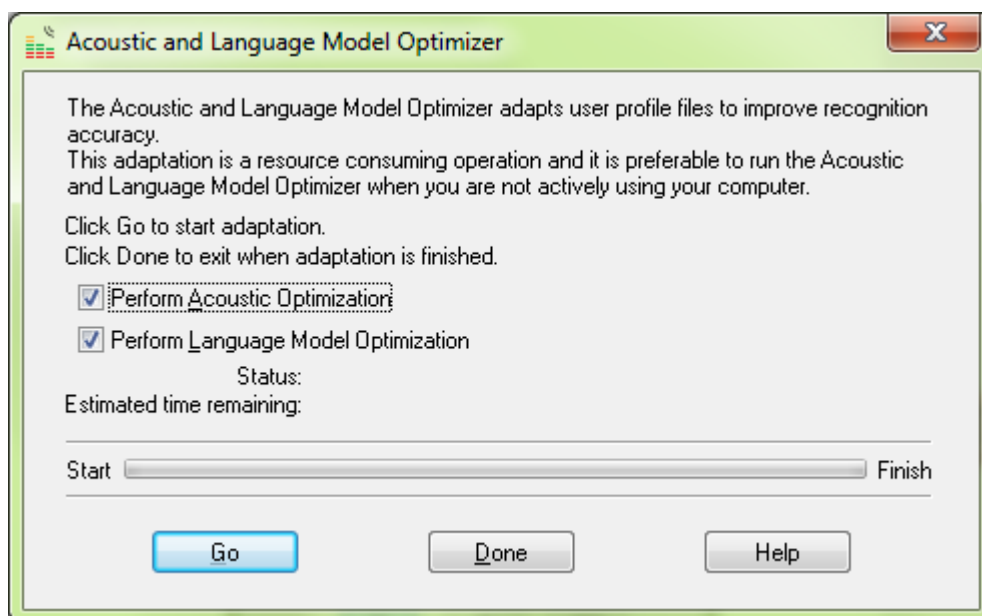 Acoustic and Language Model Optimizer
The Acoustic and Language Model Optimizer adapts user profile files to improve recognition
accuracy.
This adaptation is a resource consuming operation and it is preferable to run the Acoustic
and Language Model Optimizer when you are not actively using your computer.
Click Go to start adaptation.
Click Done to exit when adaptation is finished.
Perform Acoustic Optimization
Perform Language Model Optimization
Status:
Estimated time remaining:
Start Finish
Go Done Help